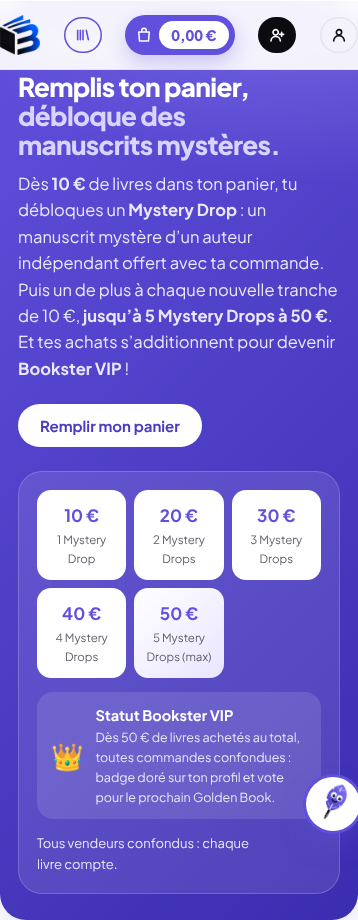 0,00 €
Remplis ton panier,
débloque des
manuscrits mystères.
Dès 10 € de livres dans ton panier, tu
débloques un Mystery Drop : un
manuscrit mystère d’un auteur
indépendant offert avec ta commande.
Puis un de plus à chaque nouvelle tranche
de 10 €, jusqu’à 5 Mystery Drops à 50 €.
Et tes achats s’additionnent pour devenir
Bookster VIP !
Remplir mon panier
10 €
1 Mystery
Drop
20 €
2 Mystery
Drops
30 €
3 Mystery
Drops
40 €
4 Mystery
Drops
50 €
5 Mystery
Drops (max)
Statut Bookster VIP
Dès 50 € de livres achetés au total,
toutes commandes confondues :
badge doré sur ton profil et vote
pour le prochain Golden Book.
Tous vendeurs confondus : chaque
livre compte.